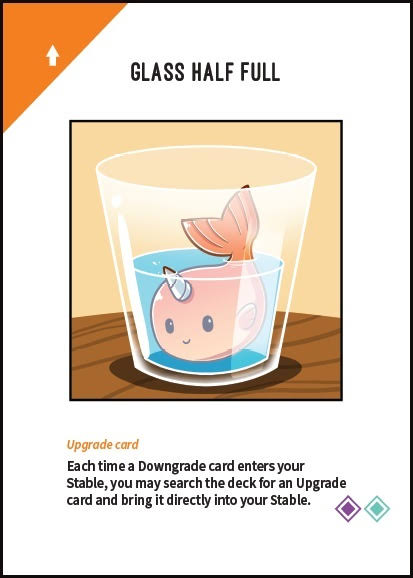 GLASS HALF FULL
Upgrade card
Each time a Downgrade card enters your
Stable, you may search the deck for an Upgrade
card and bring it directly into your Stable.